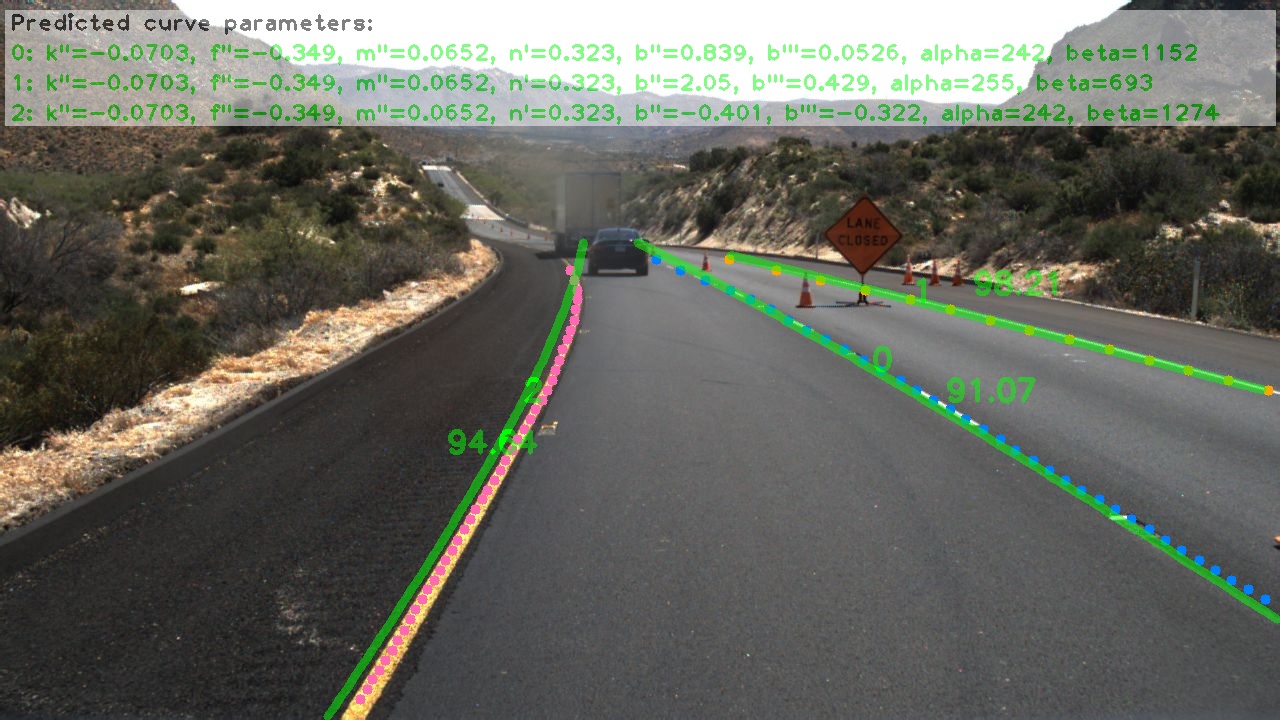 Predicted curve parameters:
0: k''=-0.0703, f''=-0.349, m''=0.0652, n'=0.323, b''=0.839, b'''=0.0526, alpha=242, beta=1152
1: k''=-0.0703, f''=-0.349, m''=0.0652, n'=0.323, b''=2.05, b'''=0.429, alpha=255, beta=693
2: k''=-0.0703, f''=-0.349, m''=0.0652, n'=0.323, b''=-0.401, b'''=-0.322, alpha=242, beta=1274
LANE
CLOSED
1 98.21
0
91.07
2
94.64